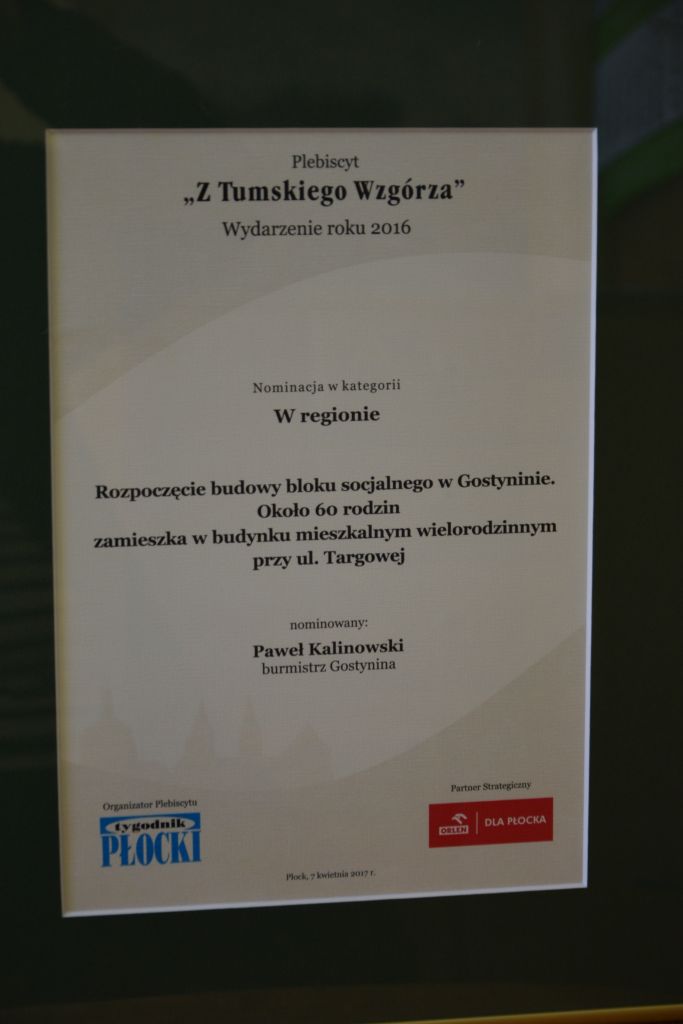 Plebiscyt
„Z Tumskiego Wzgórza”
Wydarzenie roku 2016
Nominacja w kategorii
W regionie
Rozpoczęcie budowy bloku socjalnego w Gostyninie.
Około 60 rodzin
zamieszka w budynku mieszkalnym wielorodzinnym
przy ul. Targowej
nominowany:
Paweł Kalinowski
burmistrz Gostynina
Organizator Plebiscytu
tygodnik
PŁOCKI
Partner Strategiczny
ORLEN
DLA PŁOCKA
Płock, 7 kwietnia 2017 r.